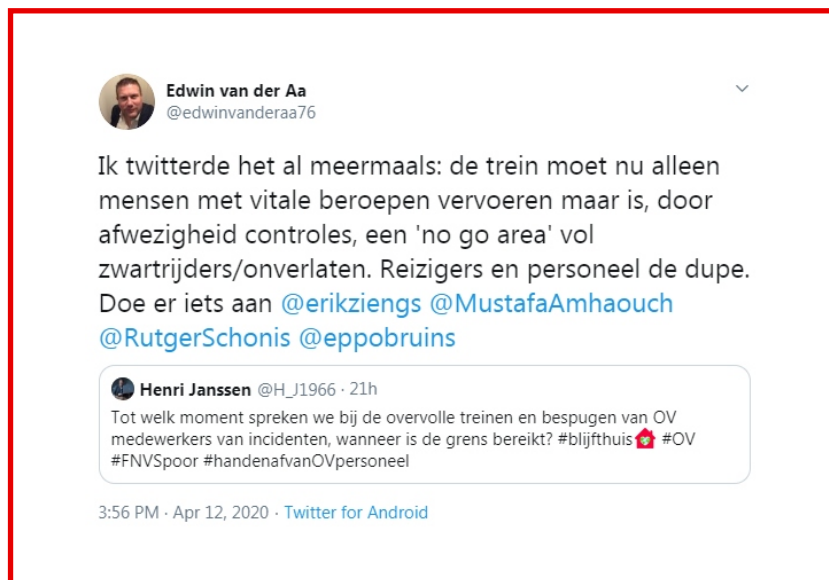 Edwin van der Aa
@edwinvanderaa76
Ik twitterde het al meermaals: de trein moet nu alleen
mensen met vitale beroepen vervoeren maar is, door
afwezigheid controles, een 'no go area' vol
zwartrijders/onverlaten. Reizigers en personeel de dupe.
Doe er iets aan @erikziengs @MustafaAmhaouch
@RutgerSchonis @eppobruins
Henri Janssen @H_J1966 · 21h
Tot welk moment spreken we bij de overvolle treinen en bespugen van OV
medewerkers van incidenten, wanneer is de grens bereikt? #blijfthuis #OV
#FNVSpoor #handenafvanOVpersoneel
3:56 PM · Apr 12, 2020 · Twitter for Android